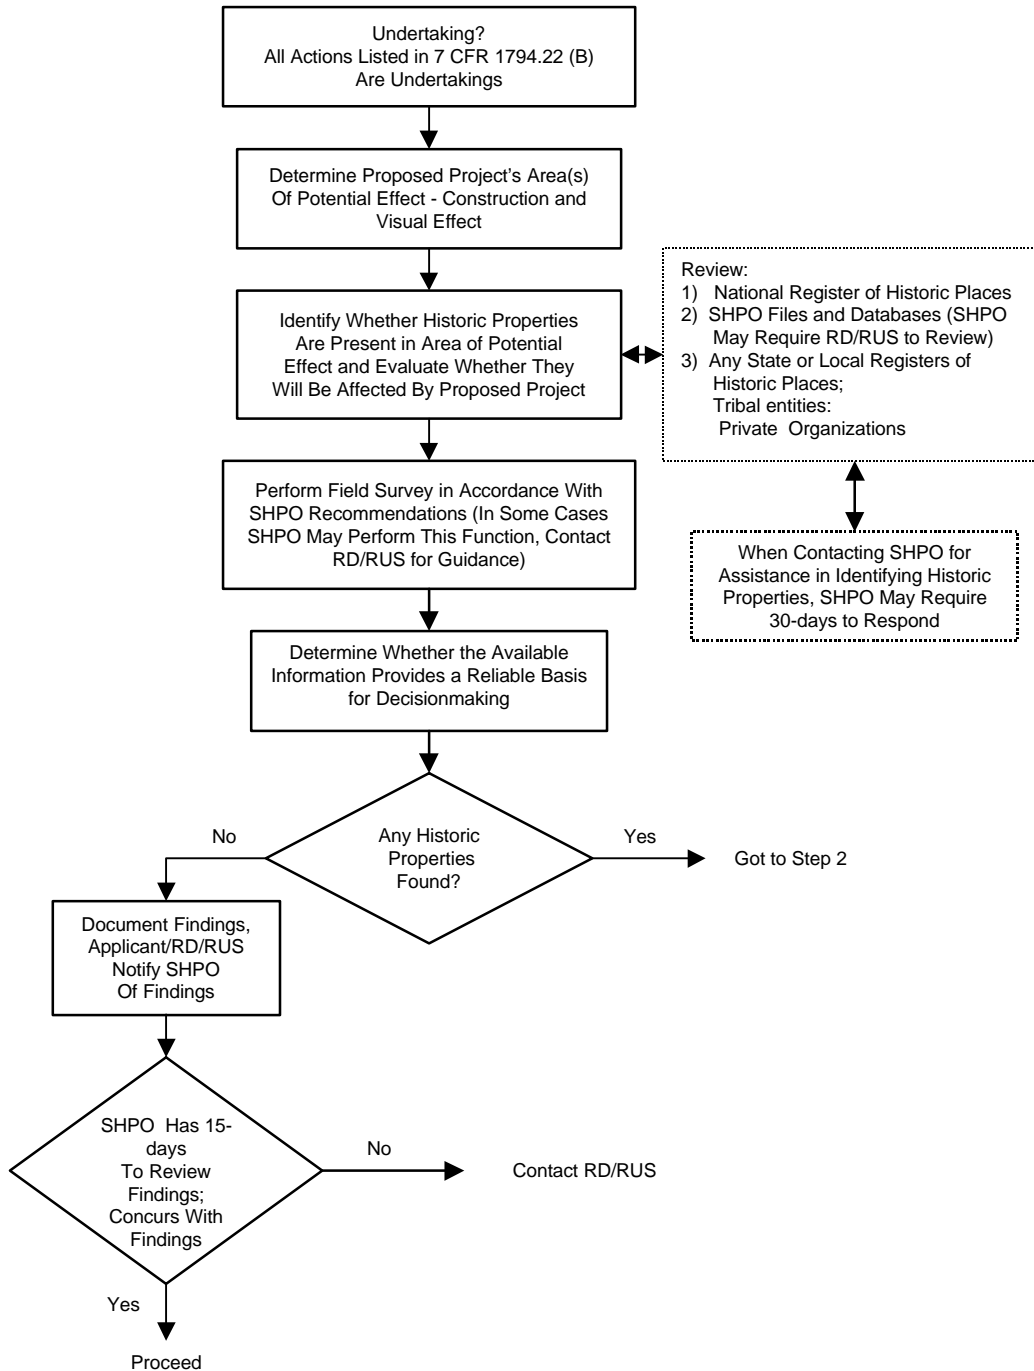 Undertaking?
All Actions Listed in 7 CFR 1794.22 (B)
Are Undertakings
Determine Proposed Project's Area(s)
Of Potential Effect - Construction and
Visual Effect
Identify Whether Historic Properties
Are Present in Area of Potential
Effect and Evaluate Whether They
Will Be Affected By Proposed Project
Review:
1) National Register of Historic Places
2) SHPO Files and Databases (SHPO
May Require RD/RUS to Review)
3) Any State or Local Registers of
Historic Places;
Tribal entities:
Private Organizations
Perform Field Survey in Accordance With
SHPO Recommendations (In Some Cases
SHPO May Perform This Function, Contact
RD/RUS for Guidance)
When Contacting SHPO for
Assistance in Identifying Historic
Properties, SHPO May Require
30-days to Respond
Determine Whether the Available
Information Provides a Reliable Basis
for Decisionmaking
Any Historic
Properties
Found?
No
Yes
Got to Step 2
Document Findings,
Applicant/RD/RUS
Notify SHPO
Of Findings
SHPO Has 15-
days
To Review
Findings;
Concurs With
Findings
No
Contact RD/RUS
Yes
Proceed